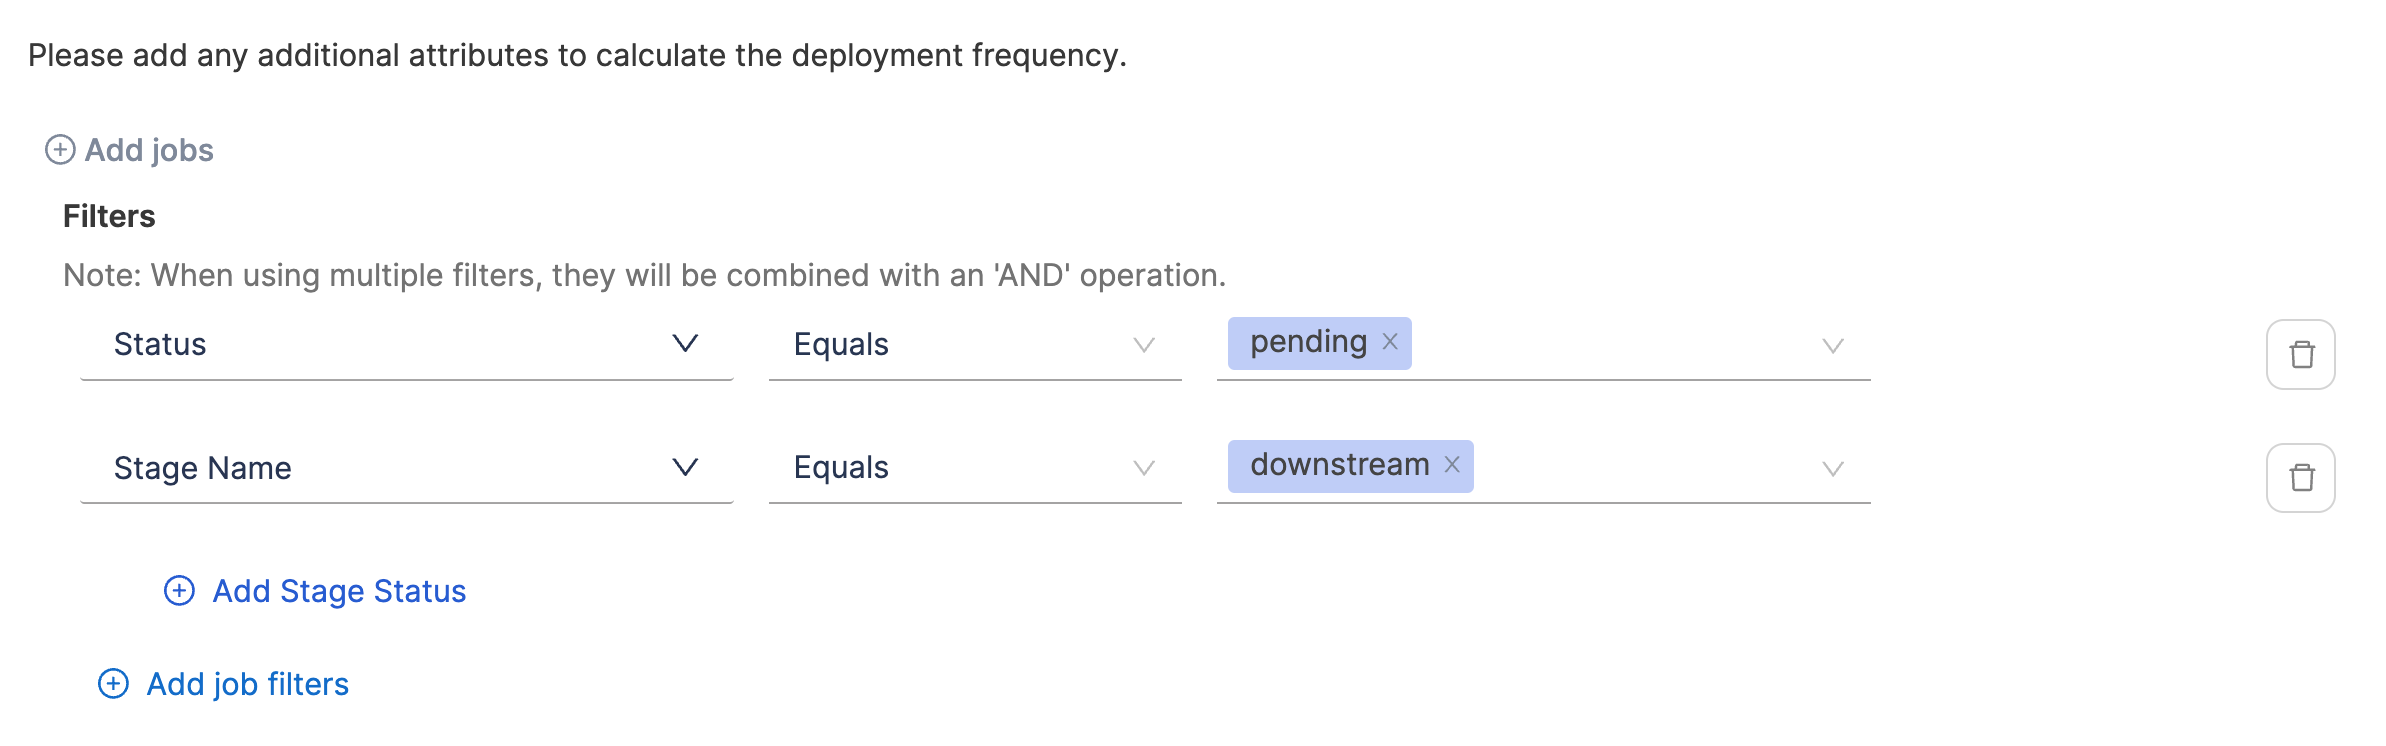 Please add any additional attributes to calculate the deployment frequency.
Add jobs
Filters
Note: When using multiple filters, they will be combined with an 'AND' operation.
Status Equals pending
Stage Name Equals downstream
Add Stage Status
Add job filters